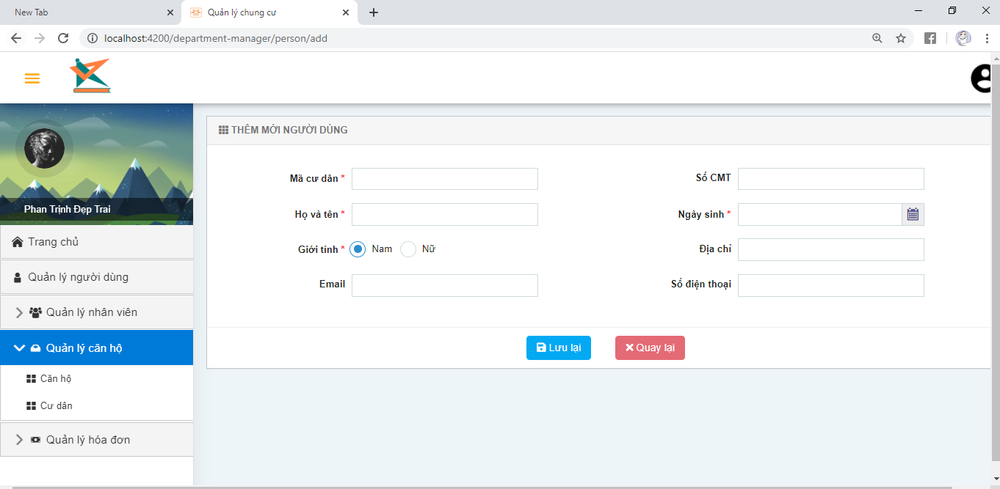 New Tab
Quản lý chung cư
localhost:4200/department-manager/person/add
Phan Trịnh Đẹp Trai
Trang chủ
Quản lý người dùng
Quản lý nhân viên
Quản lý căn hộ
Căn hộ
Cư dân
Quản lý hóa đơn
THÊM MỚI NGƯỜI DÙNG
Mã cư dân *
Số CMT
Họ và tên *
Ngày sinh *
Giới tính * Nam Nữ
Địa chỉ
Email
Số điện thoại
Lưu lại
Quay lại